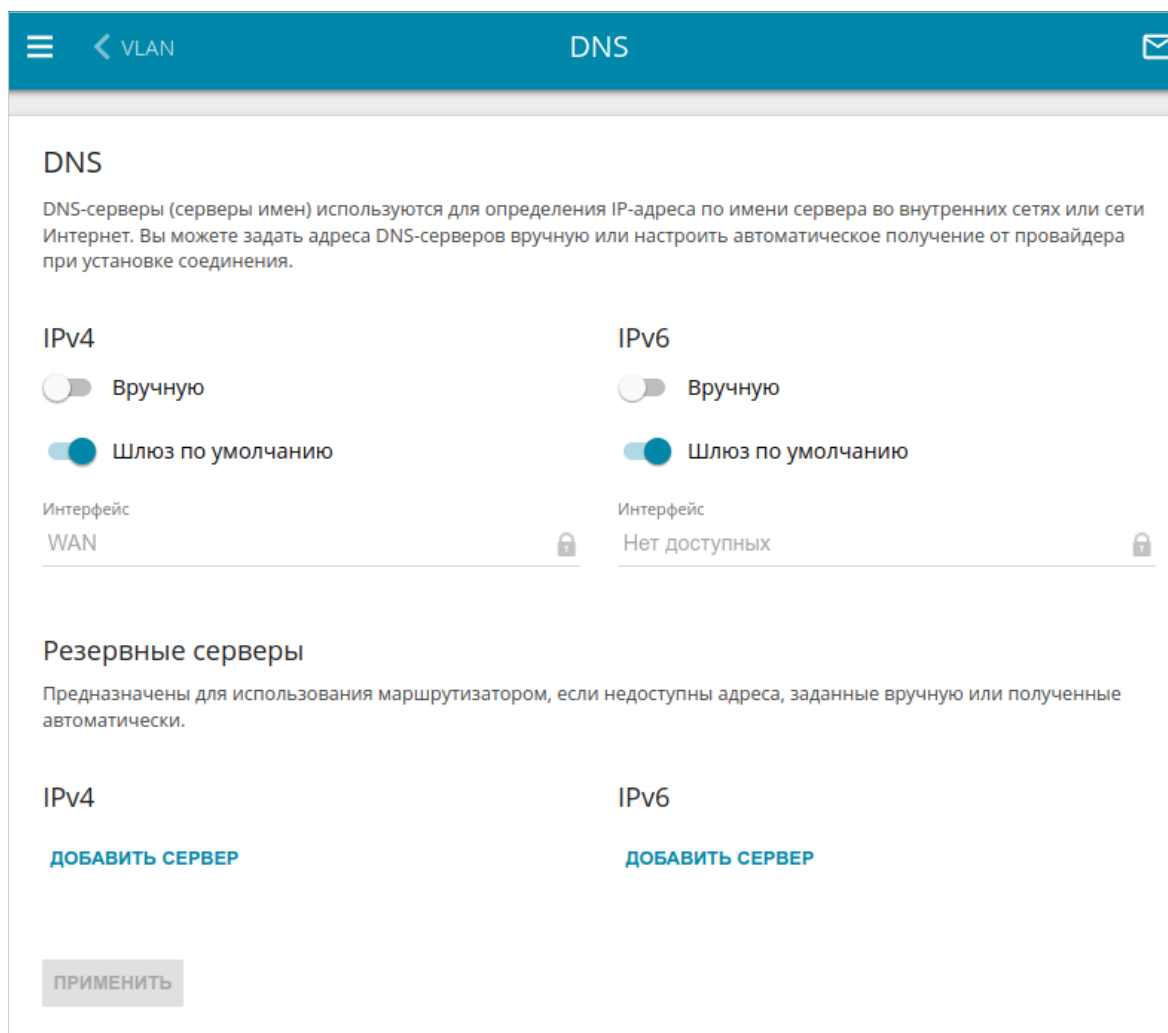 VLAN
DNS
DNS
DNS-серверы (серверы имен) используются для определения IP-адреса по имени сервера во внутренних сетях или сети
Интернет. Вы можете задать адреса DNS-серверов вручную или настроить автоматическое получение от провайдера
при установке соединения.
IPv4
Вручную
Шлюз по умолчанию
Интерфейс
WAN
IPv6
Вручную
Шлюз по умолчанию
Интерфейс
Нет доступных
Резервные серверы
Предназначены для использования маршрутизатором, если недоступны адреса, заданные вручную или полученные
автоматически.
IPv4
ДОБАВИТЬ СЕРВЕР
IPv6
ДОБАВИТЬ СЕРВЕР
ПРИМЕНИТЬ